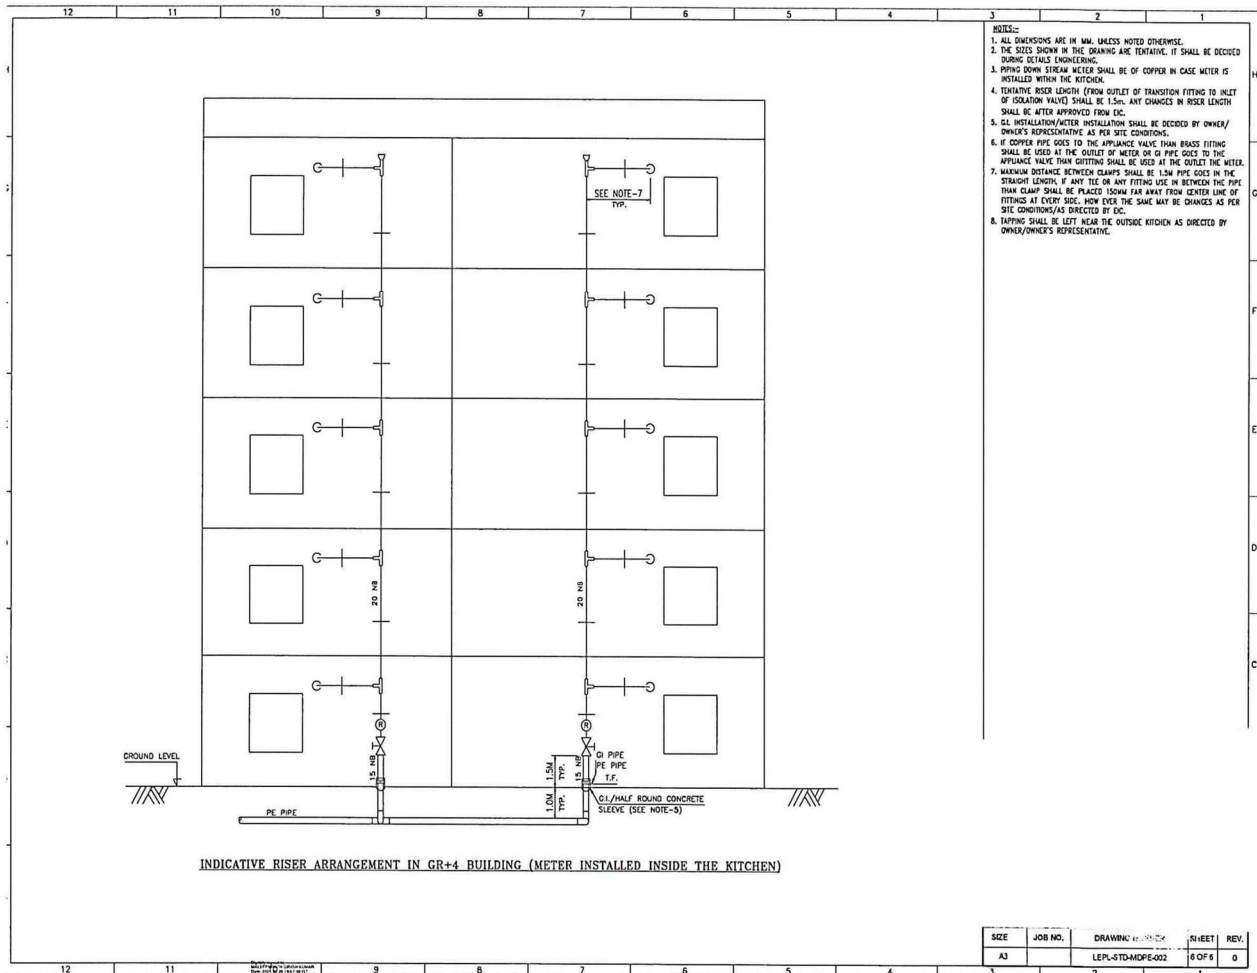 12 11 10 9 8 7 6 5 4 3 2 1
NOTES:-
1. ALL DIMENSIONS ARE IN MM, UNLESS NOTED OTHERWISE.
2. THE SIZES SHOWN IN THE DRAWING ARE TENTATIVE. IT SHALL BE DECIDED
DURING DETAILS ENGINEERING.
3. PIPING DOWN STREAM METER SHALL BE OF COPPER IN CASE METER IS
INSTALLED WITHIN THE KITCHEN.
4. TENTATIVE RISER LENGTH (FROM OUTLET OF TRANSITION FITTING TO INLET
OF ISOLATION VALVE) SHALL BE 1.5m. ANY CHANGES IN RISER LENGTH
SHALL BE AFTER APPROVED FROM EIC.
5. G.I. INSTALLATION/METER INSTALLATION SHALL BE DECIDED BY OWNER/
OWNER'S REPRESENTATIVE AS PER SITE CONDITIONS.
6. IF COPPER PIPE GOES TO THE APPLIANCE VALVE THAN BRASS FITTING
SHALL BE USED AT THE OUTLET OF METER OR GI PIPE GOES TO THE
APPLIANCE VALVE THAN GIFITTING SHALL BE USED AT THE OUTLET THE METER.
7. MAXIMUM DISTANCE BETWEEN CLAMPS SHALL BE 1.5M PIPE GOES IN THE
STRAIGHT LENGTH, IF ANY TEE OR ANY FITTING USE IN BETWEEN THE PIPE
THAN CLAMP SHALL BE PLACED 150MM FAR AWAY FROM CENTER LINE OF
FITTINGS AT EVERY SIDE. HOW EVER THE SAME MAY BE CHANGES AS PER
SITE CONDITIONS/AS DIRECTED BY EIC.
8. TAPPING SHALL BE LEFT NEAR THE OUTSIDE KITCHEN AS DIRECTED BY
OWNER/OWNER'S REPRESENTATIVE.
H
G
F
E
D
C
SEE NOTE-7
TYP.
20 NB
20 NB
R
R
GROUND LEVEL
15 NB
1.5M
TYP.
15 NB
GI PIPE
PE PIPE
T.F.
1.0M
TYP.
G.I./HALF ROUND CONCRETE
SLEEVE (SEE NOTE-5)
PE PIPE
INDICATIVE RISER ARRANGEMENT IN GR+4 BUILDING (METER INSTALLED INSIDE THE KITCHEN)
SIZE JOB NO. DRAWING SHEET REV.
A3 LEPL-STD-MDPE-002 6 OF 6 0
12 11 10 9 8 7 6 5 4 3 2 1